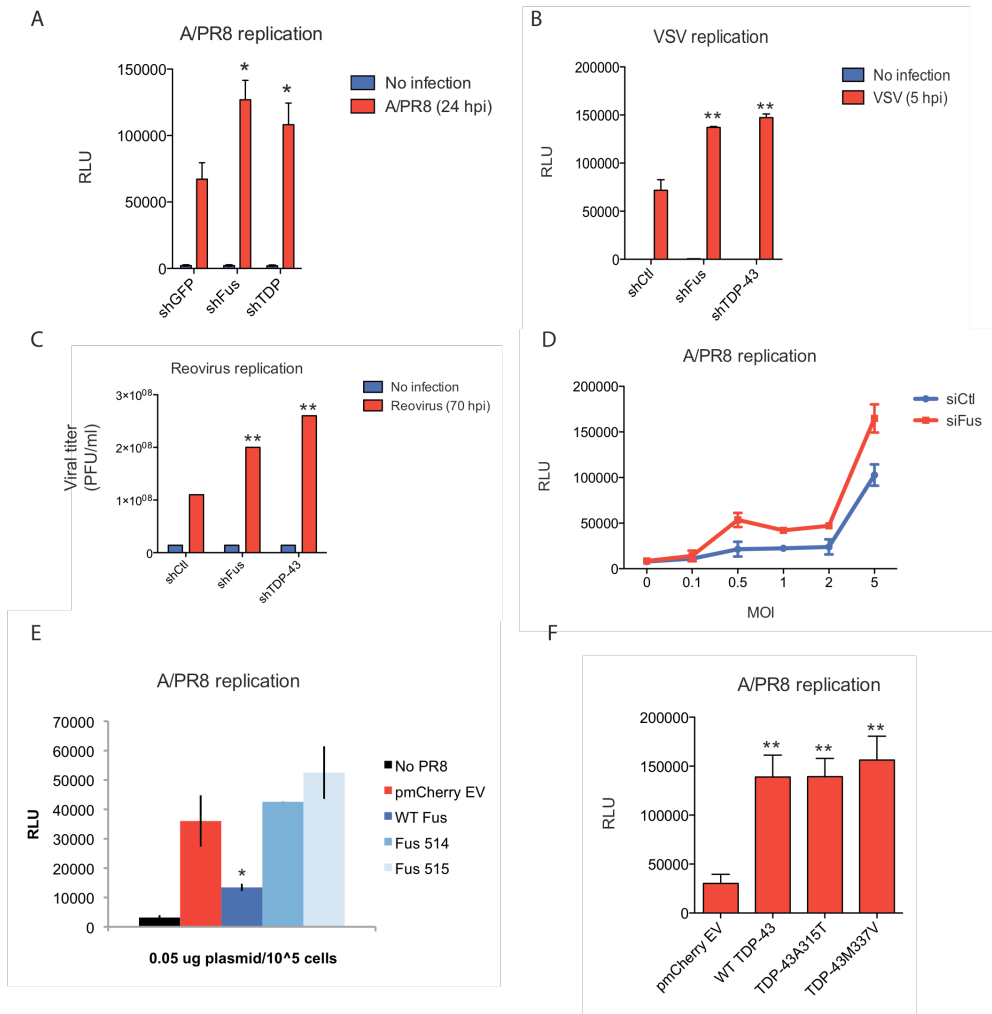 A
A/PR8 replication
150000
100000
50000
0
RLU
shGFP
shFus
shTDP
*
*
No infection
A/PR8 (24 hpi)
B
VSV replication
200000
150000
100000
50000
0
RLU
shCtl
shFus
shTDP-43
**
**
No infection
VSV (5 hpi)
C
Reovirus replication
3×10⁰⁸
2×10⁰⁸
1×10⁰⁸
0
Viral titer
(PFU/ml)
shCtl
shFus
shTDP-43
**
**
No infection
Reovirus (70 hpi)
D
A/PR8 replication
200000
150000
100000
50000
0
RLU
0 0.1 0.5 1 2 5
MOI
siCtl
siFus
E
A/PR8 replication
70000
60000
50000
40000
30000
20000
10000
0
RLU
*
0.05 ug plasmid/10^5 cells
No PR8
pmCherry EV
WT Fus
Fus 514
Fus 515
F
A/PR8 replication
200000
150000
100000
50000
0
RLU
** ** **
pmCherry EV
WT TDP-43
TDP-43A315T
TDP-43M337V